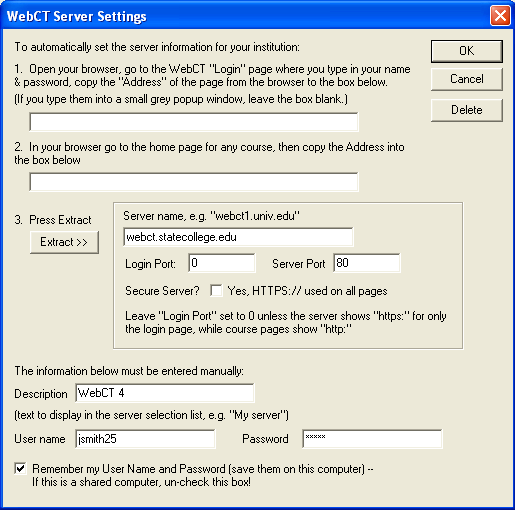 WebCT Server Settings
To automatically set the server information for your institution:
OK
1. Open your browser, go to the WebCT "Login" page where you type in your name
& password, copy the "Address" of the page from the browser to the box below.
Cancel
(If you type them into a small grey popup window, leave the box blank.)
Delete
2. In your browser go to the home page for any course, then copy the Address into
the box below
3. Press Extract
Extract >>
Server name, e.g. "webct1.univ.edu"
webct.statecollege.edu
Login Port: 0 Server Port 80
Secure Server? Yes, HTTPS:// used on all pages
Leave "Login Port" set to 0 unless the server shows "https:" for only
the login page, while course pages show "http:"
The information below must be entered manually:
Description WebCT 4
(text to display in the server selection list, e.g. "My server")
User name jsmith25 Password *****
Remember my User Name and Password (save them on this computer) --
If this is a shared computer, un-check this box!